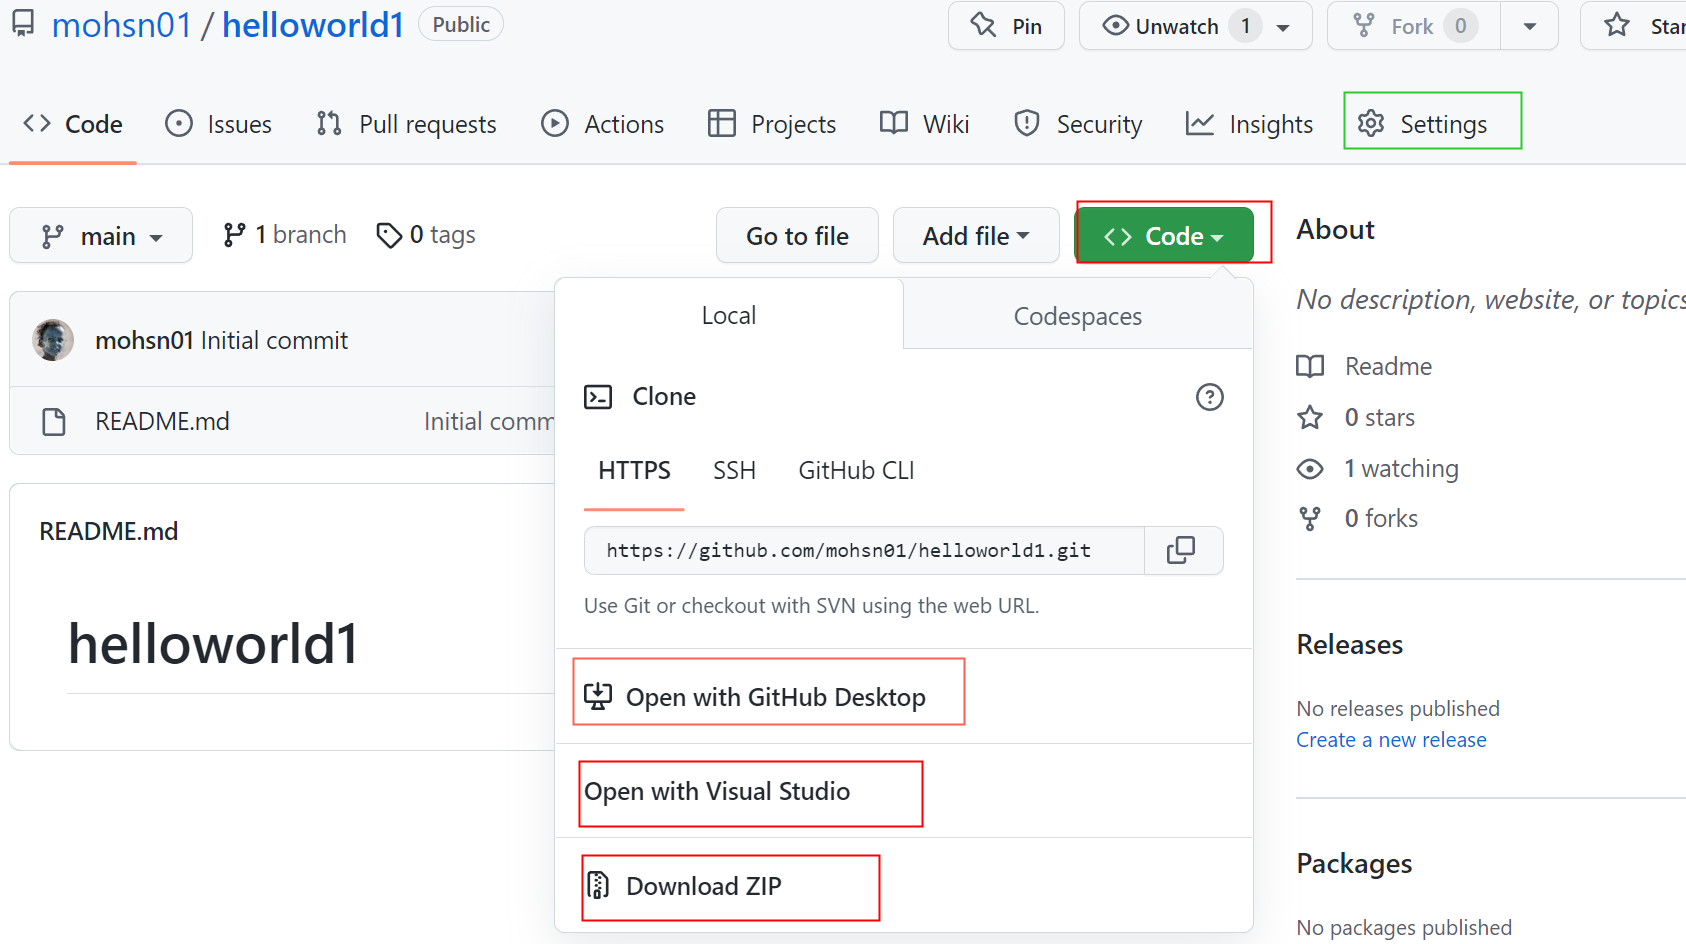 mohsn01 / helloworld1 Public
Pin
Unwatch 1
Fork 0
Star
Code
Issues
Pull requests
Actions
Projects
Wiki
Security
Insights
Settings
main
1 branch
0 tags
Go to file
Add file
Code
mohsn01 Initial commit
README.md
Initial comm
README.md
helloworld1
Local
Codespaces
Clone
HTTPS
SSH
GitHub CLI
https://github.com/mohsn01/helloworld1.git
Use Git or checkout with SVN using the web URL.
Open with GitHub Desktop
Open with Visual Studio
Download ZIP
About
No description, website, or topics
Readme
0 stars
1 watching
0 forks
Releases
No releases published
Create a new release
Packages
No packages published